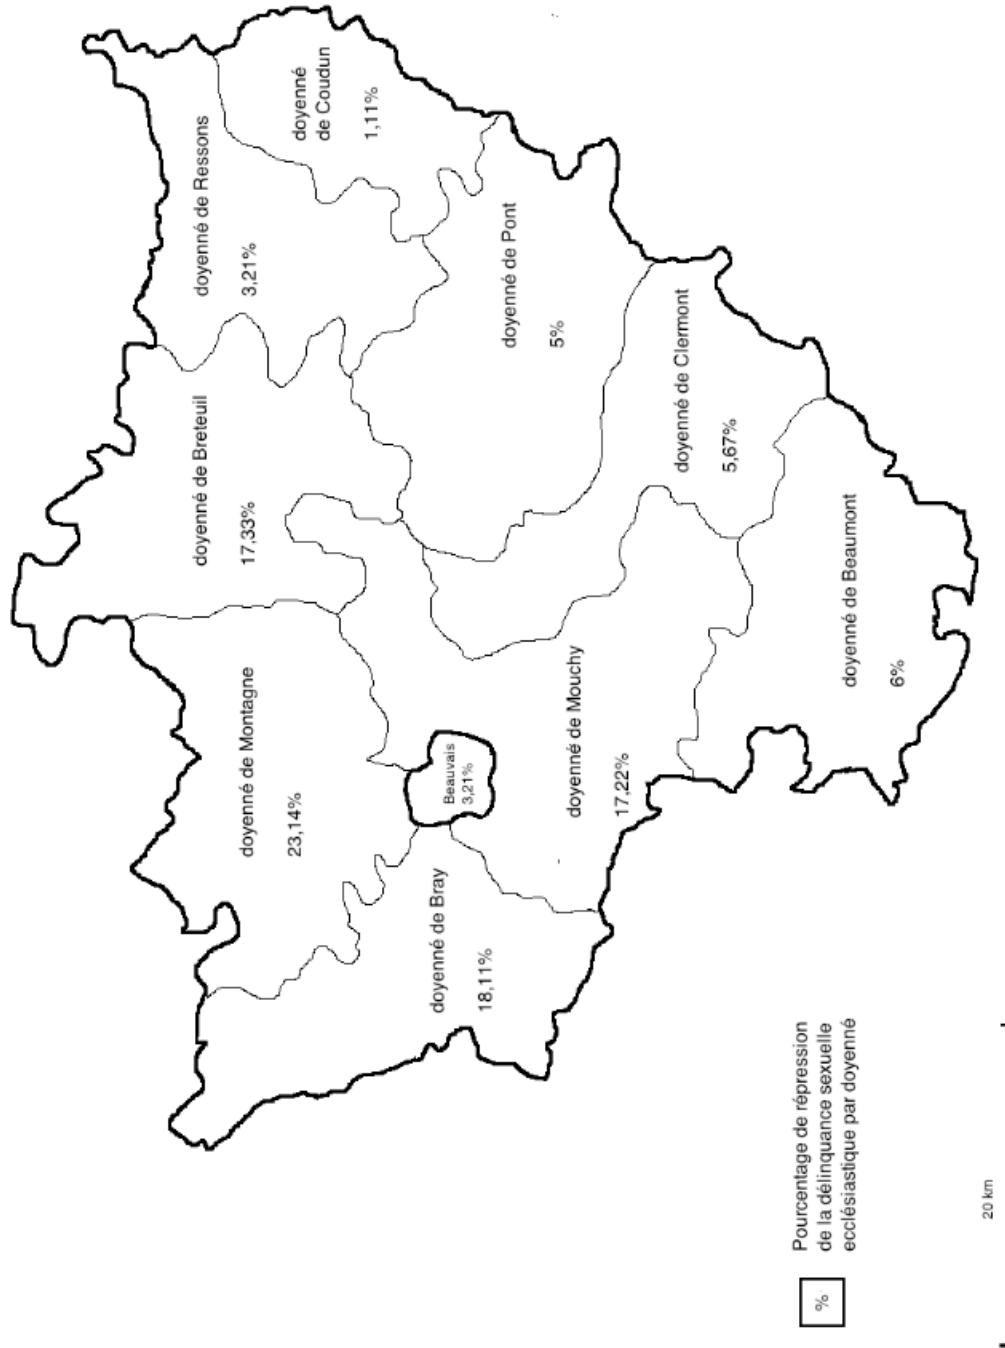 doyenné de Bray
18,11%
doyenné de Montagne
23,14%
Beauvais
3,21%
doyenné de Mouchy
17,22%
doyenné de Breteuil
17,33%
doyenné de Ressons
3,21%
doyenné
de Coudun
1,11%
doyenné de Pont
5%
doyenné de Clermont
5,67%
doyenné de Beaumont
6%
%
Pourcentage de répression
de la délinquance sexuelle
ecclésiastique par doyenné
20 km